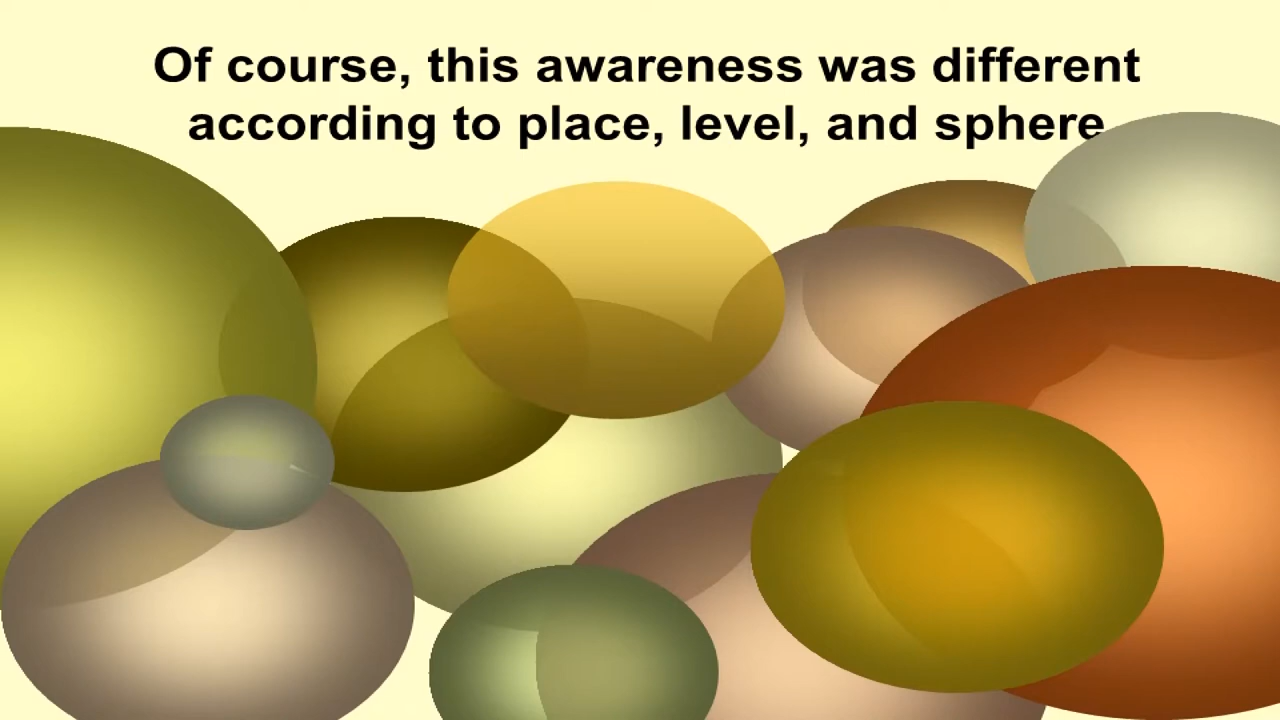 Of course, this awareness was different
according to place, level, and sphere